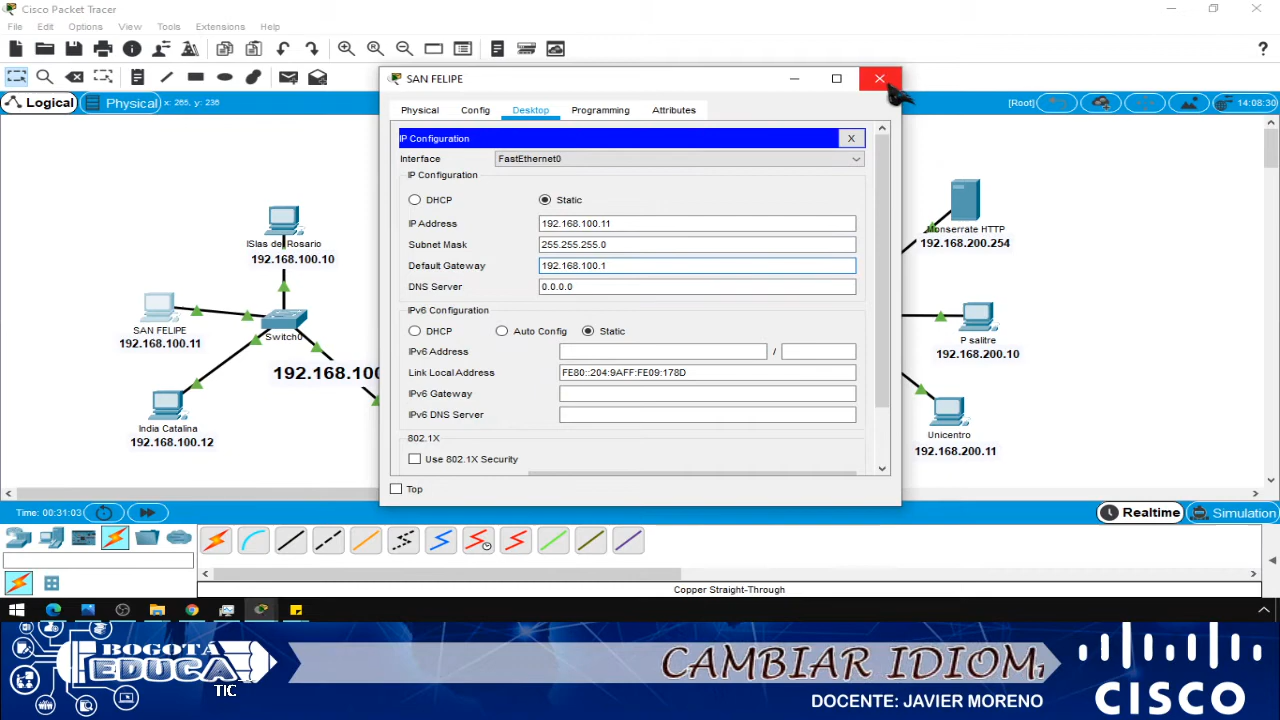 Cisco Packet Tracer
File Edit Options View Tools Extensions Help
Logical Physical x: 265, y: 236 [Root] 14:08:30
SAN FELIPE
Physical Config Desktop Programming Attributes
IP Configuration X
Interface FastEthernet0
IP Configuration
DHCP Static
IP Address 192.168.100.11
Subnet Mask 255.255.255.0
Default Gateway 192.168.100.1
DNS Server 0.0.0.0
IPv6 Configuration
DHCP Auto Config Static
IPv6 Address /
Link Local Address FE80::204:9AFF:FE09:178D
IPv6 Gateway
IPv6 DNS Server
802.1X
Use 802.1X Security
Top
ISlas del Rosario
192.168.100.10
SAN FELIPE
192.168.100.11
Switch0
192.168.100
India Catalina
192.168.100.12
Monserrate HTTP
192.168.200.254
P salitre
192.168.200.10
Unicentro
192.168.200.11
Time: 00:31:03 Realtime Simulation
Copper Straight-Through
BOGOTA
EDUCA
TIC
CAMBIAR IDIOM
DOCENTE: JAVIER MORENO
CISCO